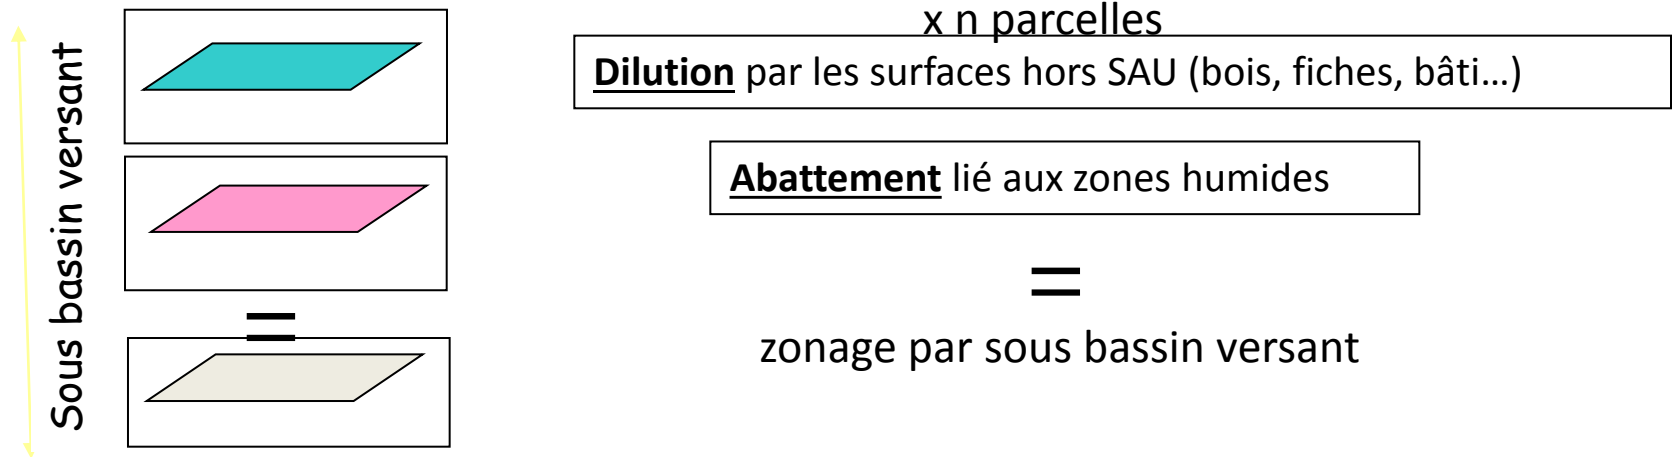 Sous bassin versant
x n parcelles
Dilution par les surfaces hors SAU (bois, fiches, bâti…)
Abattement lié aux zones humides
=
=
zonage par sous bassin versant